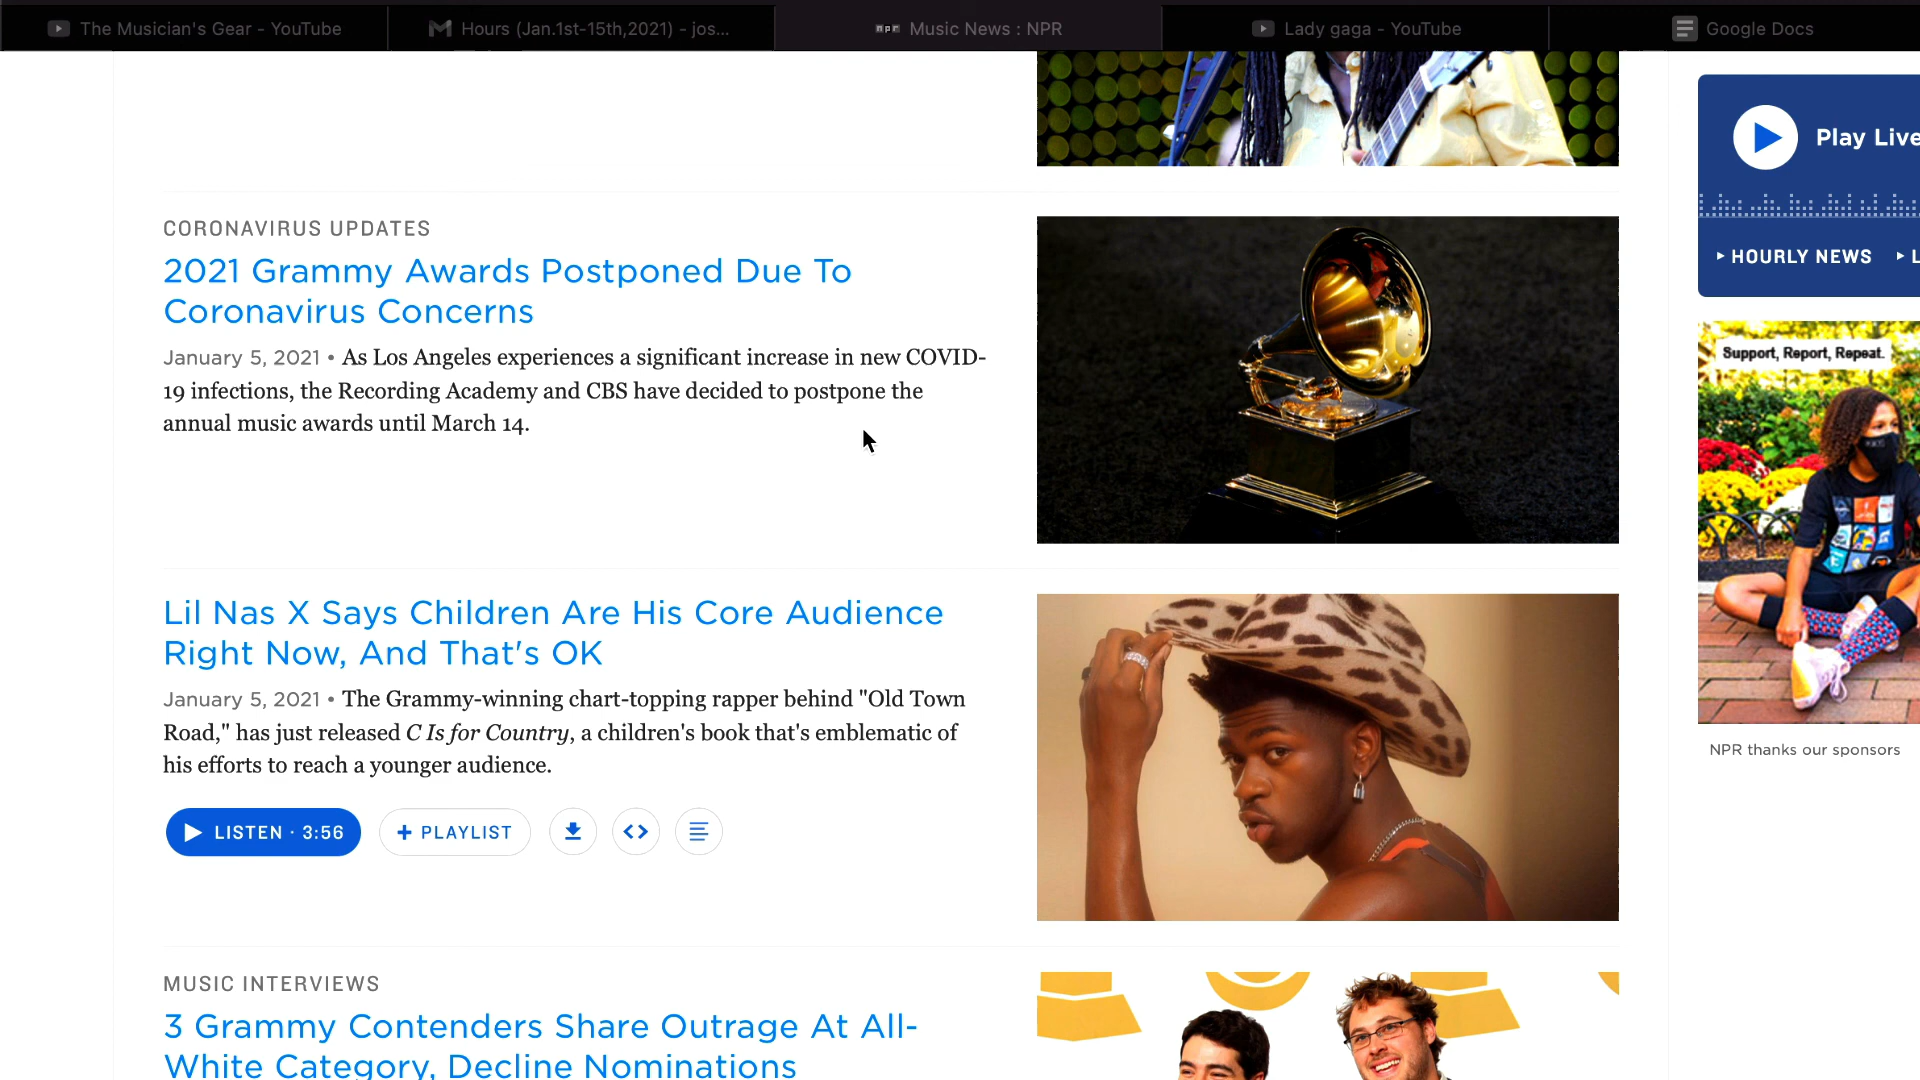 The Musician's Gear - YouTube
Hours (Jan.1st-15th,2021) - jos...
npr Music News : NPR
Lady gaga - YouTube
Google Docs
Play Live
HOURLY NEWS L
CORONAVIRUS UPDATES
2021 Grammy Awards Postponed Due To
Coronavirus Concerns
January 5, 2021 • As Los Angeles experiences a significant increase in new COVID-
19 infections, the Recording Academy and CBS have decided to postpone the
annual music awards until March 14.
Support, Report, Repeat.
NPR thanks our sponsors
Lil Nas X Says Children Are His Core Audience
Right Now, And That's OK
January 5, 2021 • The Grammy-winning chart-topping rapper behind "Old Town
Road," has just released C Is for Country, a children's book that's emblematic of
his efforts to reach a younger audience.
LISTEN · 3:56
+ PLAYLIST
MUSIC INTERVIEWS
3 Grammy Contenders Share Outrage At All-
White Category, Decline Nominations